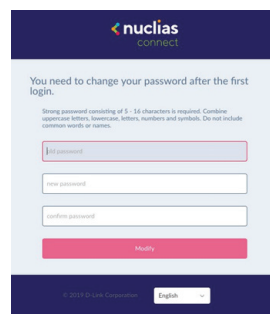 nuclias
connect
You need to change your password after the first
login.
Strong password consisting of 5 - 16 characters is required. Combine
uppercase letters, lowercase, letters, numbers and symbols. Do not include
common words or names.
old password
new password
confirm password
Modify
© 2019 D-Link Corporation
English